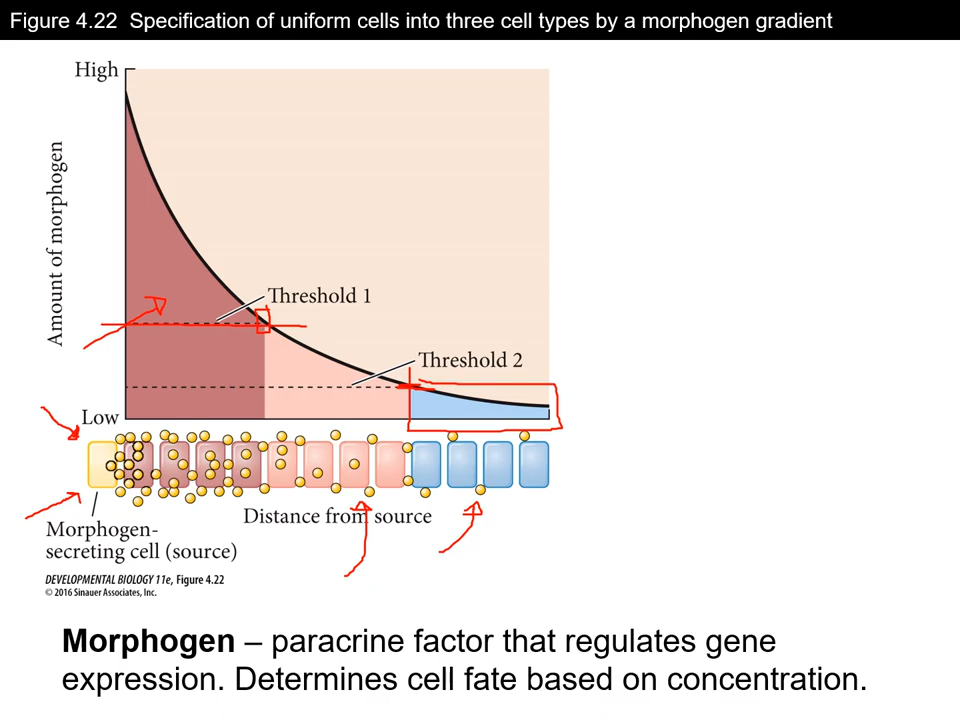 Figure 4.22 Specification of uniform cells into three cell types by a morphogen gradient
High
Amount of morphogen
Threshold 1
Threshold 2
Low
Distance from source
Morphogen-
secreting cell (source)
DEVELOPMENTAL BIOLOGY 11e, Figure 4.22
© 2016 Sinauer Associates, Inc.
Morphogen – paracrine factor that regulates gene
expression. Determines cell fate based on concentration.